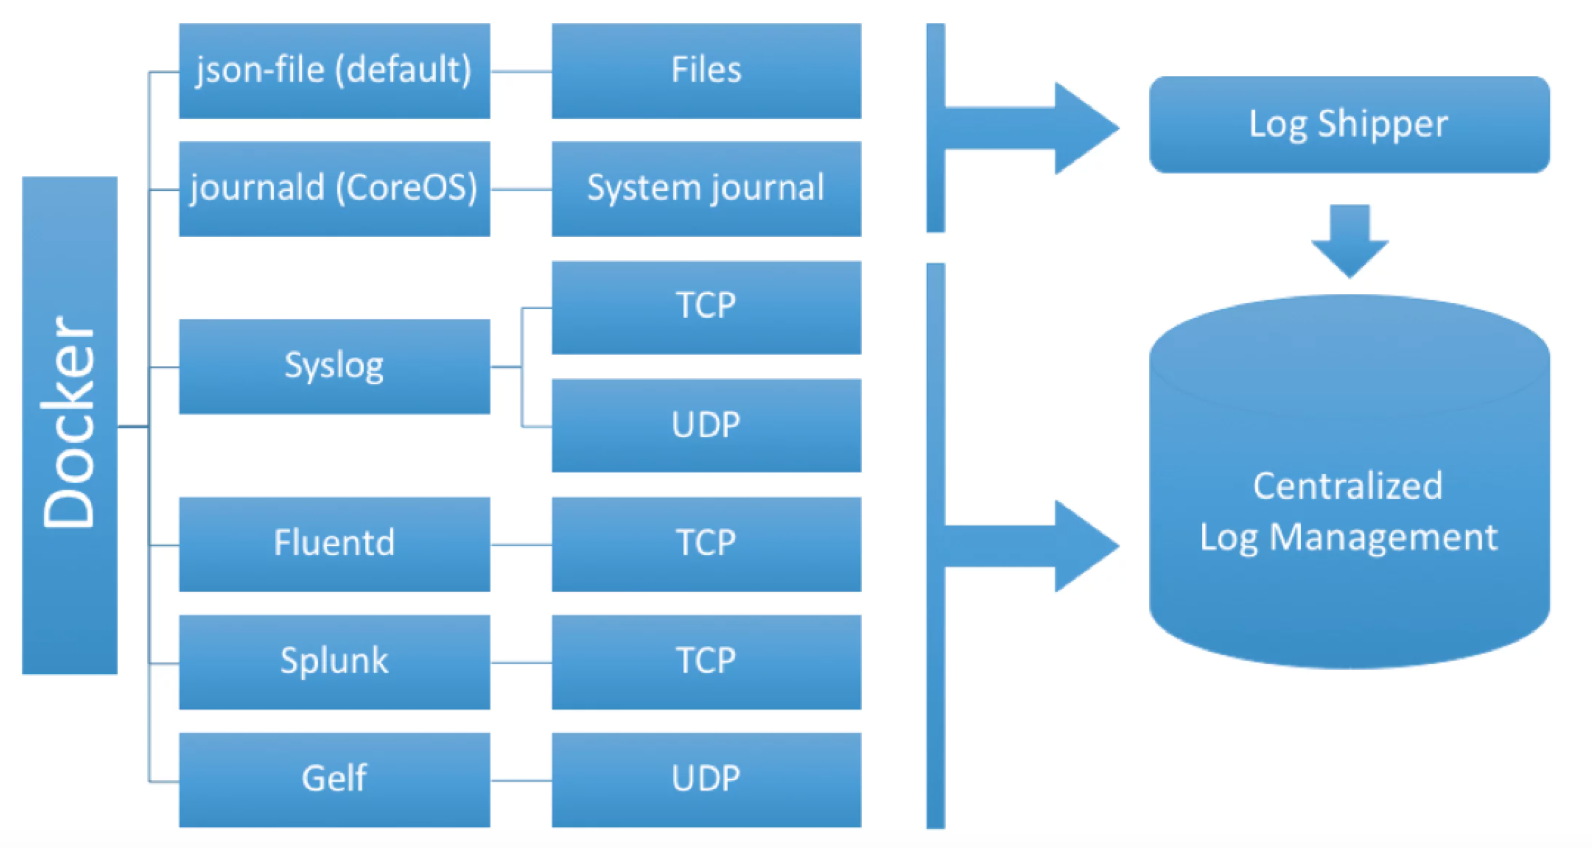 Docker
json-file (default)
Files
journald (CoreOS)
System journal
Syslog
TCP
UDP
Fluentd
TCP
Splunk
TCP
Gelf
UDP
Log Shipper
Centralized
Log Management